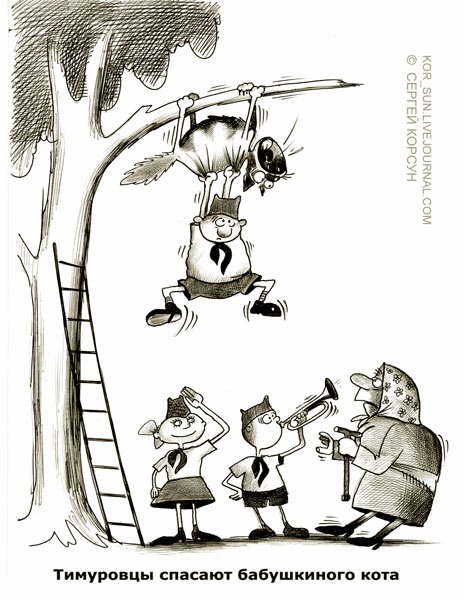 KOR_SUN.LIVEJOURNAL.COM
© СЕРГЕЙ КОРСУН
Тимуровцы спасают бабушкиного кота